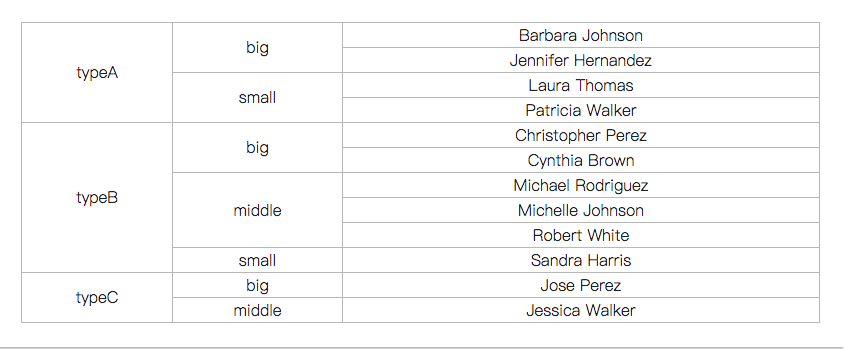 typeA
big
Barbara Johnson
Jennifer Hernandez
small
Laura Thomas
Patricia Walker
typeB
big
Christopher Perez
Cynthia Brown
middle
Michael Rodriguez
Michelle Johnson
Robert White
small
Sandra Harris
typeC
big
Jose Perez
middle
Jessica Walker